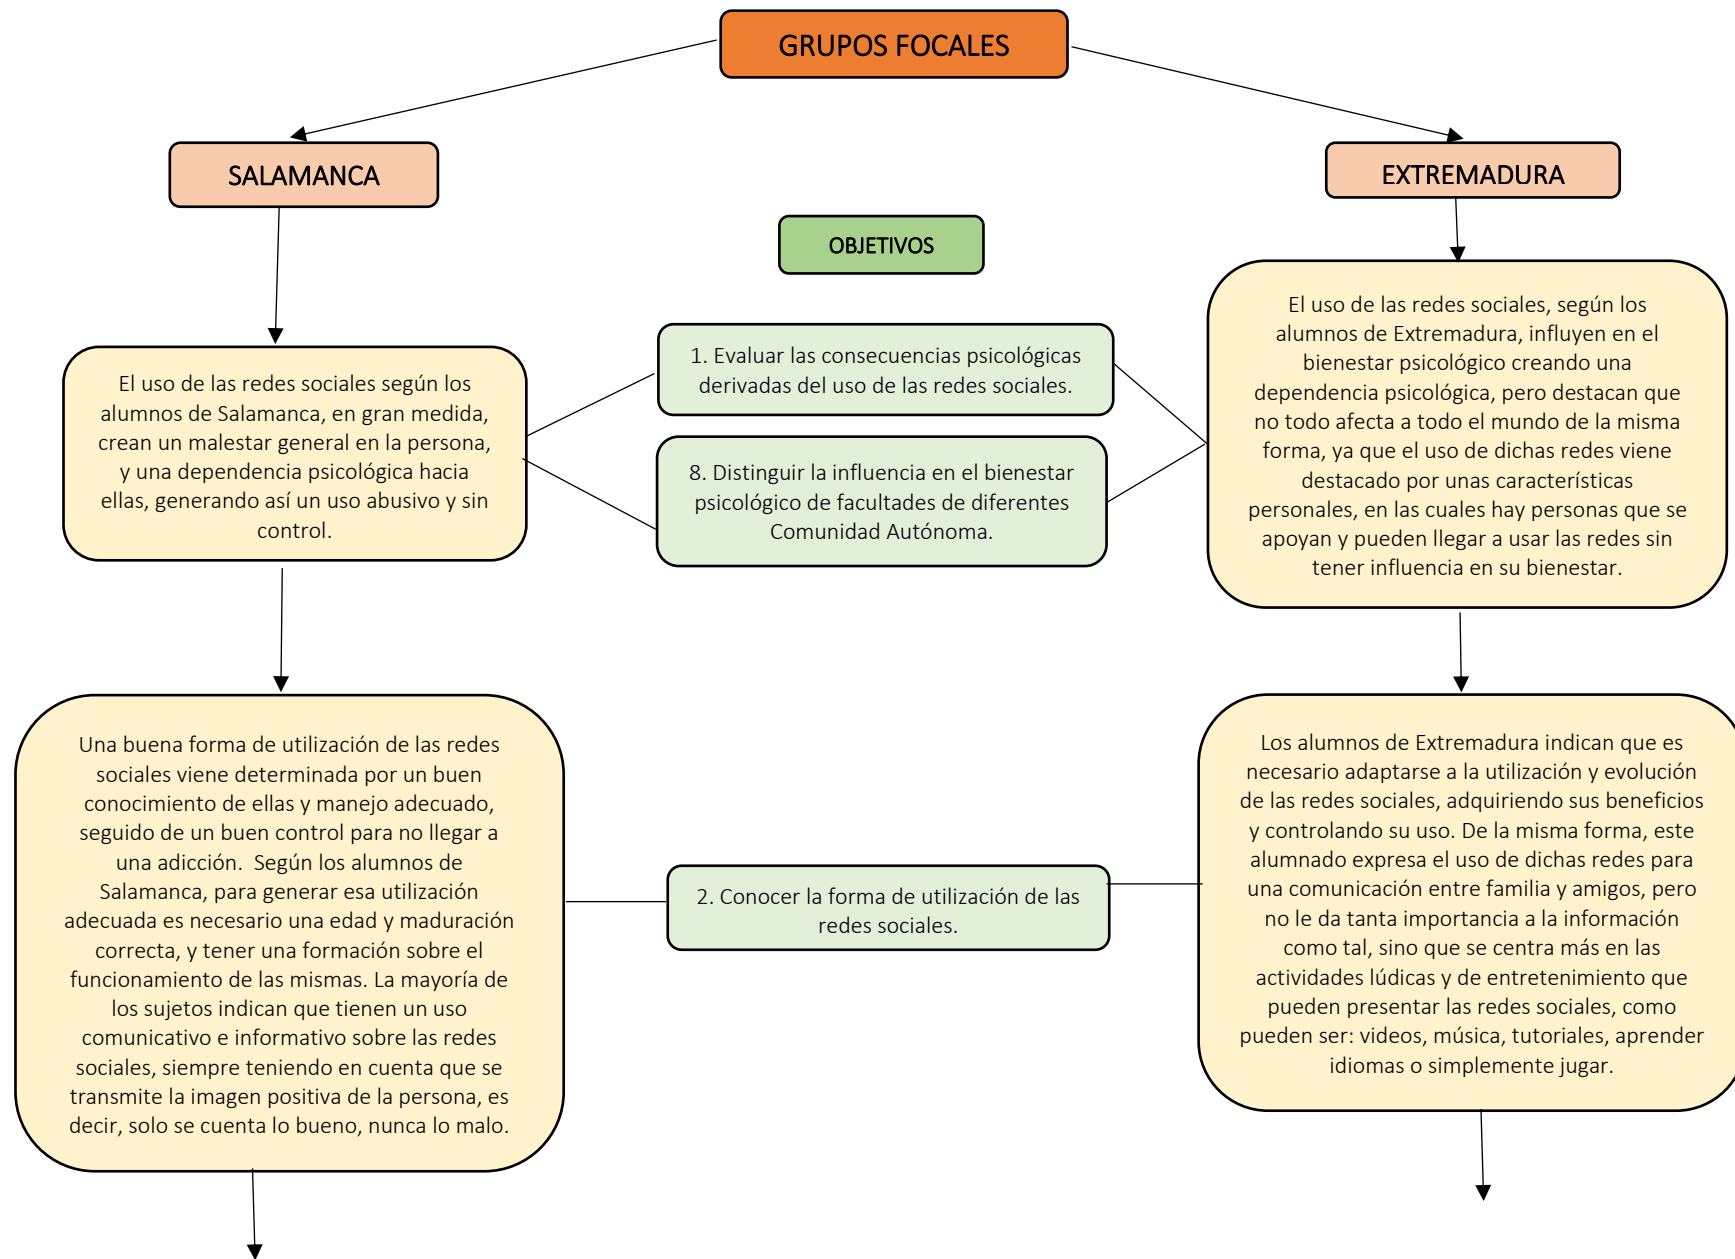 GRUPOS FOCALES
SALAMANCA
EXTREMADURA
OBJETIVOS
El uso de las redes sociales según los
alumnos de Salamanca, en gran medida,
crean un malestar general en la persona,
y una dependencia psicológica hacia
ellas, generando así un uso abusivo y sin
control.
1. Evaluar las consecuencias psicológicas
derivadas del uso de las redes sociales.
8. Distinguir la influencia en el bienestar
psicológico de facultades de diferentes
Comunidad Autónoma.
El uso de las redes sociales, según los
alumnos de Extremadura, influyen en el
bienestar psicológico creando una
dependencia psicológica, pero destacan que
no todo afecta a todo el mundo de la misma
forma, ya que el uso de dichas redes viene
destacado por unas características
personales, en las cuales hay personas que se
apoyan y pueden llegar a usar las redes sin
tener influencia en su bienestar.
Una buena forma de utilización de las redes
sociales viene determinada por un buen
conocimiento de ellas y manejo adecuado,
seguido de un buen control para no llegar a
una adicción.  Según los alumnos de
Salamanca, para generar esa utilización
adecuada es necesario una edad y maduración
correcta, y tener una formación sobre el
funcionamiento de las mismas. La mayoría de
los sujetos indican que tienen un uso
comunicativo e informativo sobre las redes
sociales, siempre teniendo en cuenta que se
transmite la imagen positiva de la persona, es
decir, solo se cuenta lo bueno, nunca lo malo.
2. Conocer la forma de utilización de las
redes sociales.
Los alumnos de Extremadura indican que es
necesario adaptarse a la utilización y evolución
de las redes sociales, adquiriendo sus beneficios
y controlando su uso. De la misma forma, este
alumnado expresa el uso de dichas redes para
una comunicación entre familia y amigos, pero
no le da tanta importancia a la información
como tal, sino que se centra más en las
actividades lúdicas y de entretenimiento que
pueden presentar las redes sociales, como
pueden ser: videos, música, tutoriales, aprender
idiomas o simplemente jugar.